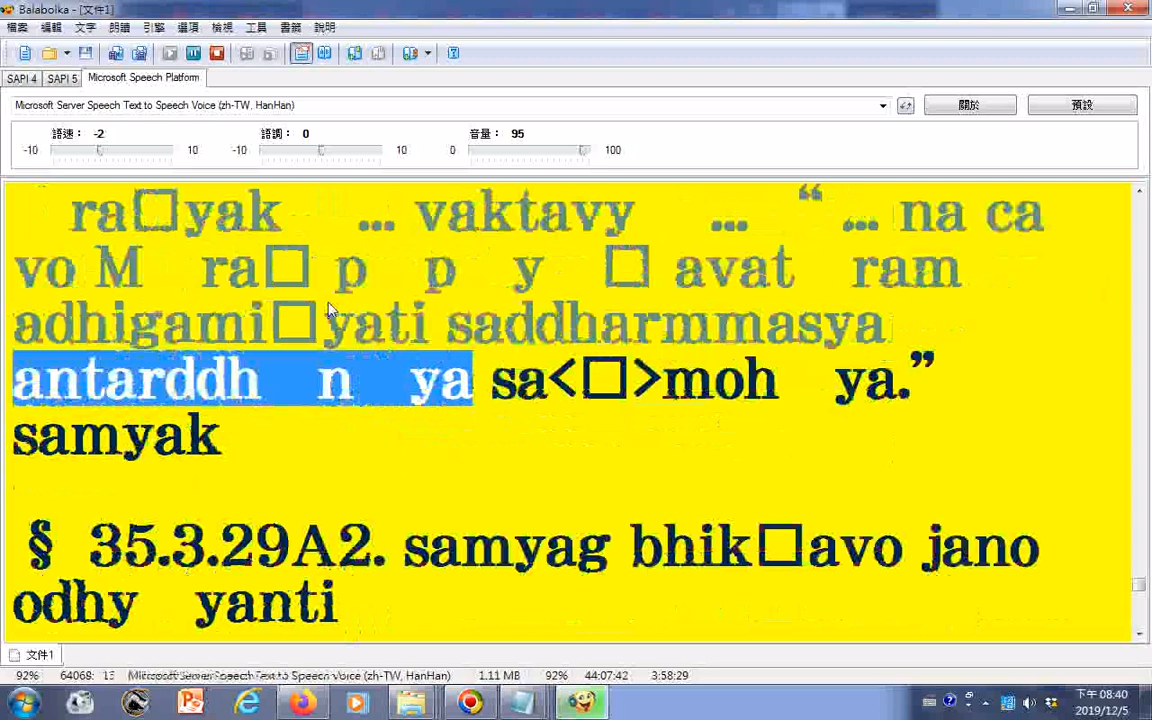 Balabolka - [文件1]
檔案 編輯 文字 朗讀 引擎 選項 檢視 工具 書籤 說明
SAPI 4 SAPI 5 Microsoft Speech Platform
Microsoft Server Speech Text to Speech Voice (zh-TW, HanHan) 關於 預設
語速： -2 語調： 0 音量： 95
-10 10 -10 10 0 100
ra□yak ... vaktavy ... “ ... na ca
vo M ra□ p p y □ avat ram
adhigami□yati saddharmmasya
antarddh n ya sa<□>moh ya.”
samyak
§ 35.3.29A2. samyag bhik□avo jano
odhy yanti
文件1
92% 64068: 13 Microsoft Server Speech Text to Speech Voice (zh-TW, HanHan) 1.11 MB 92% 44:07:42 3:58:29
下午 08:40
2019/12/5